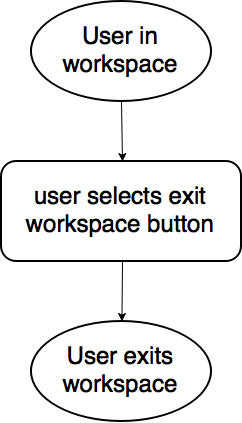 User in
workspace
user selects exit
workspace button
User exits
workspace